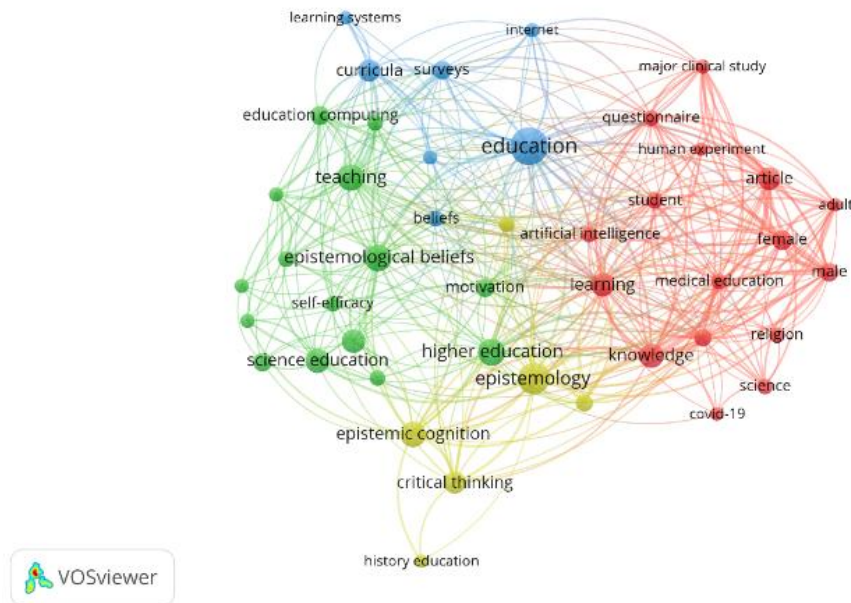 learning systems
internet
curricula
surveys
major clinical study
education computing
questionnaire
education
human experiment
teaching
article
student
adult
beliefs
artificial intelligence
female
epistemological beliefs
male
motivation
learning
medical education
self-efficacy
religion
science education
higher education
knowledge
epistemology
science
covid-19
epistemic cognition
critical thinking
history education
VOSviewer